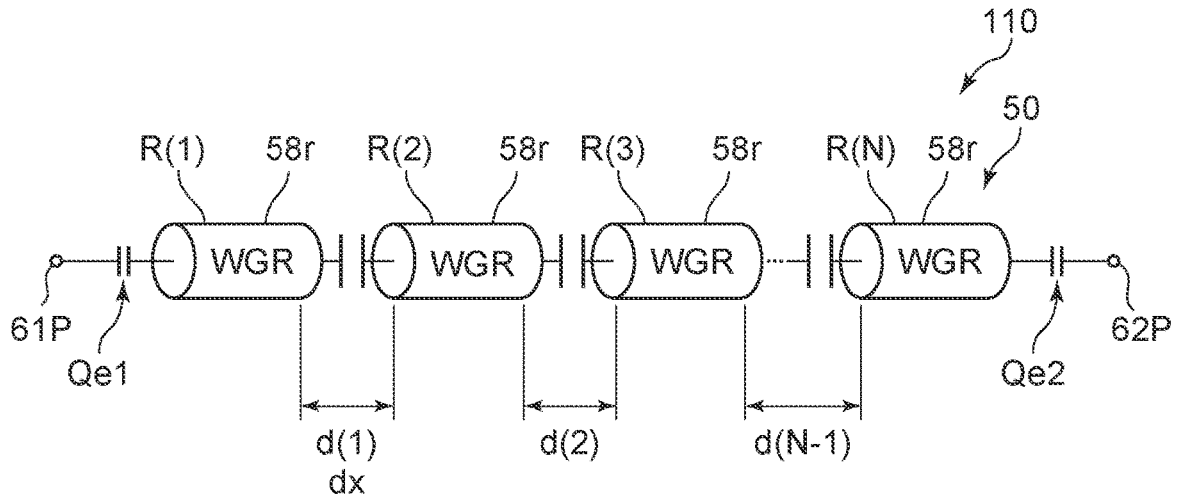 110
50
R(1) 58r R(2) 58r R(3) 58r R(N) 58r
WGR WGR WGR ... WGR
61P 62P
Qe1 Qe2
d(1) d(2) d(N-1)
dx